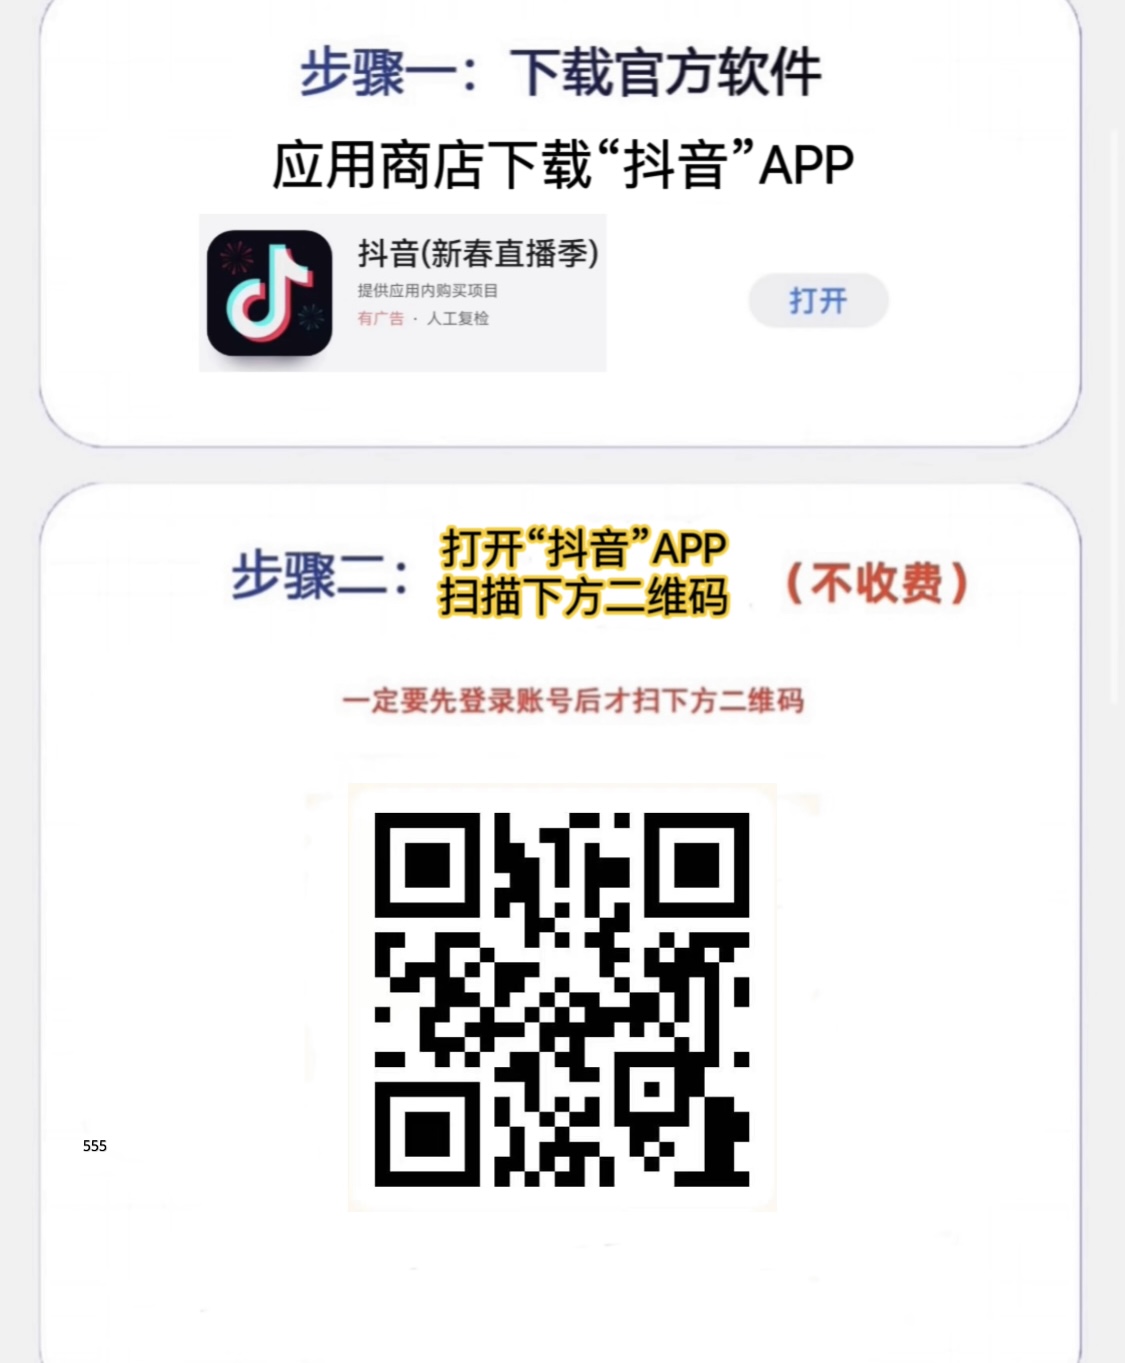 步骤一：下载官方软件
应用商店下载“抖音”APP
抖音(新春直播季)
提供应用内购买项目
有广告 · 人工复检
打开
步骤二：
打开“抖音”APP
扫描下方二维码
（不收费）
一定要先登录账号后才扫下方二维码
555